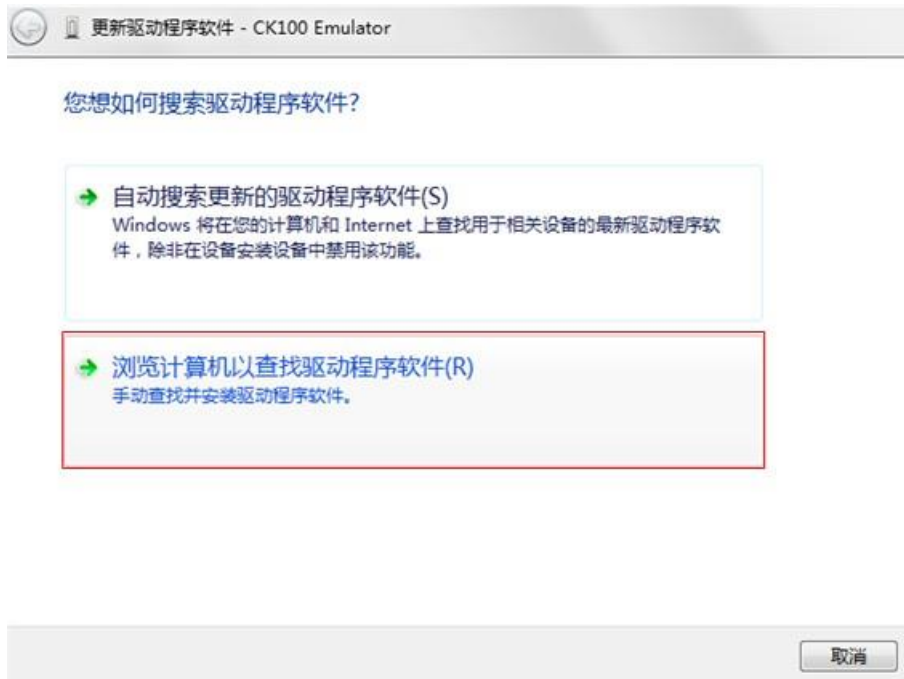 更新驱动程序软件 - CK100 Emulator
您想如何搜索驱动程序软件?
自动搜索更新的驱动程序软件(S)
Windows 将在您的计算机和 Internet 上查找用于相关设备的最新驱动程序软
件，除非在设备安装设备中禁用该功能。
浏览计算机以查找驱动程序软件(R)
手动查找并安装驱动程序软件。
取消